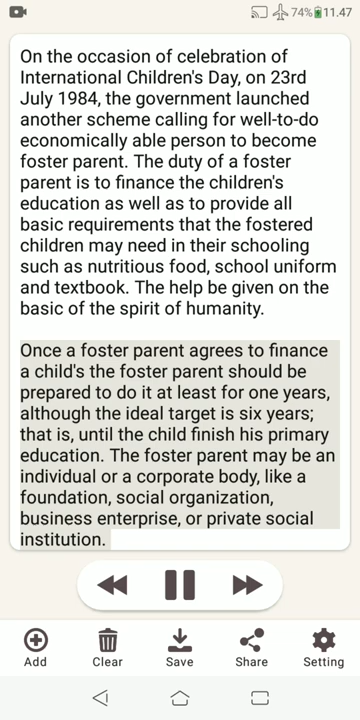 74% 11.47
On the occasion of celebration of
International Children's Day, on 23rd
July 1984, the government launched
another scheme calling for well-to-do
economically able person to become
foster parent. The duty of a foster
parent is to finance the children's
education as well as to provide all
basic requirements that the fostered
children may need in their schooling
such as nutritious food, school uniform
and textbook. The help be given on the
basic of the spirit of humanity.
Once a foster parent agrees to finance
a child's the foster parent should be
prepared to do it at least for one years,
although the ideal target is six years;
that is, until the child finish his primary
education. The foster parent may be an
individual or a corporate body, like a
foundation, social organization,
business enterprise, or private social
institution.
Add Clear Save Share Setting